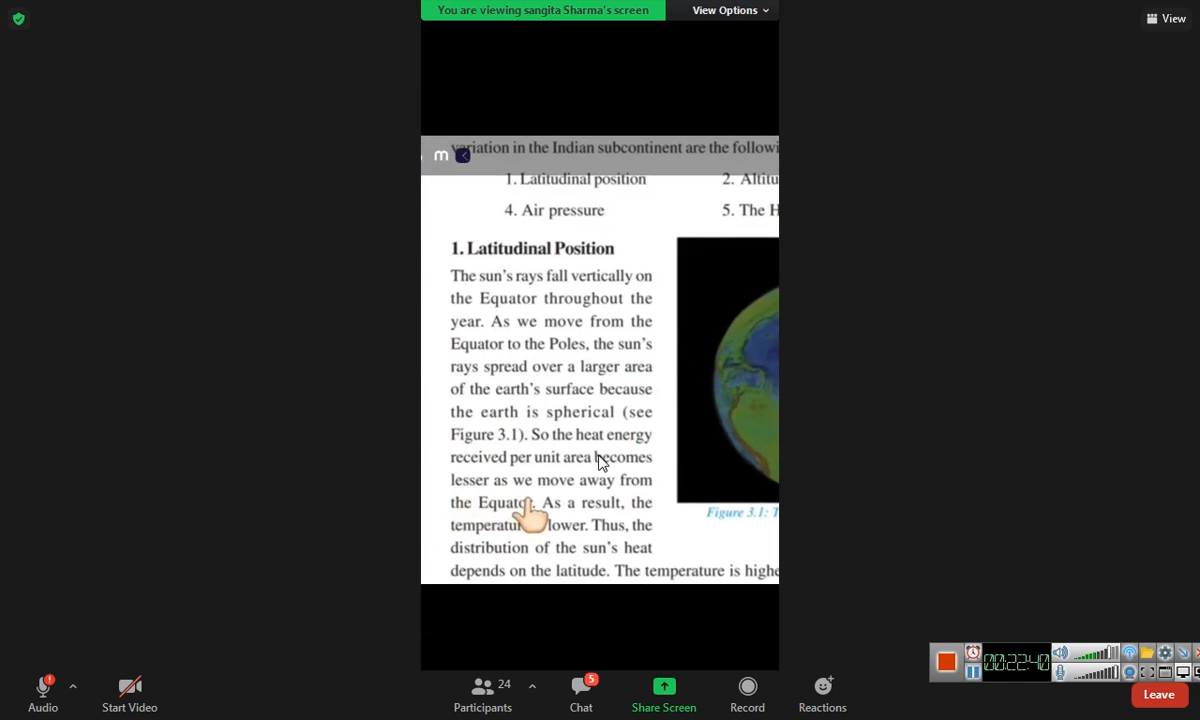 You are viewing sangita Sharma's screen
View Options
View
variation in the Indian subcontinent are the
m
1. Latitudinal position
2.
4. Air pressure
5. The
1. Latitudinal Position
The sun's rays fall vertically on
the Equator throughout the
year. As we move from the
Equator to the Poles, the sun's
rays spread over a larger area
of the earth's surface because
the earth is spherical (see
Figure 3.1). So the heat energy
received per unit area becomes
lesser as we move away from
the Equator. As a result, the
lower. Thus, the
distribution of the sun's heat
depends on the latitude. The temperature is
Figure 3.1:
00:22:40
Audio
Start Video
24
Participants
5
Chat
Share Screen
Record
Reactions
Leave